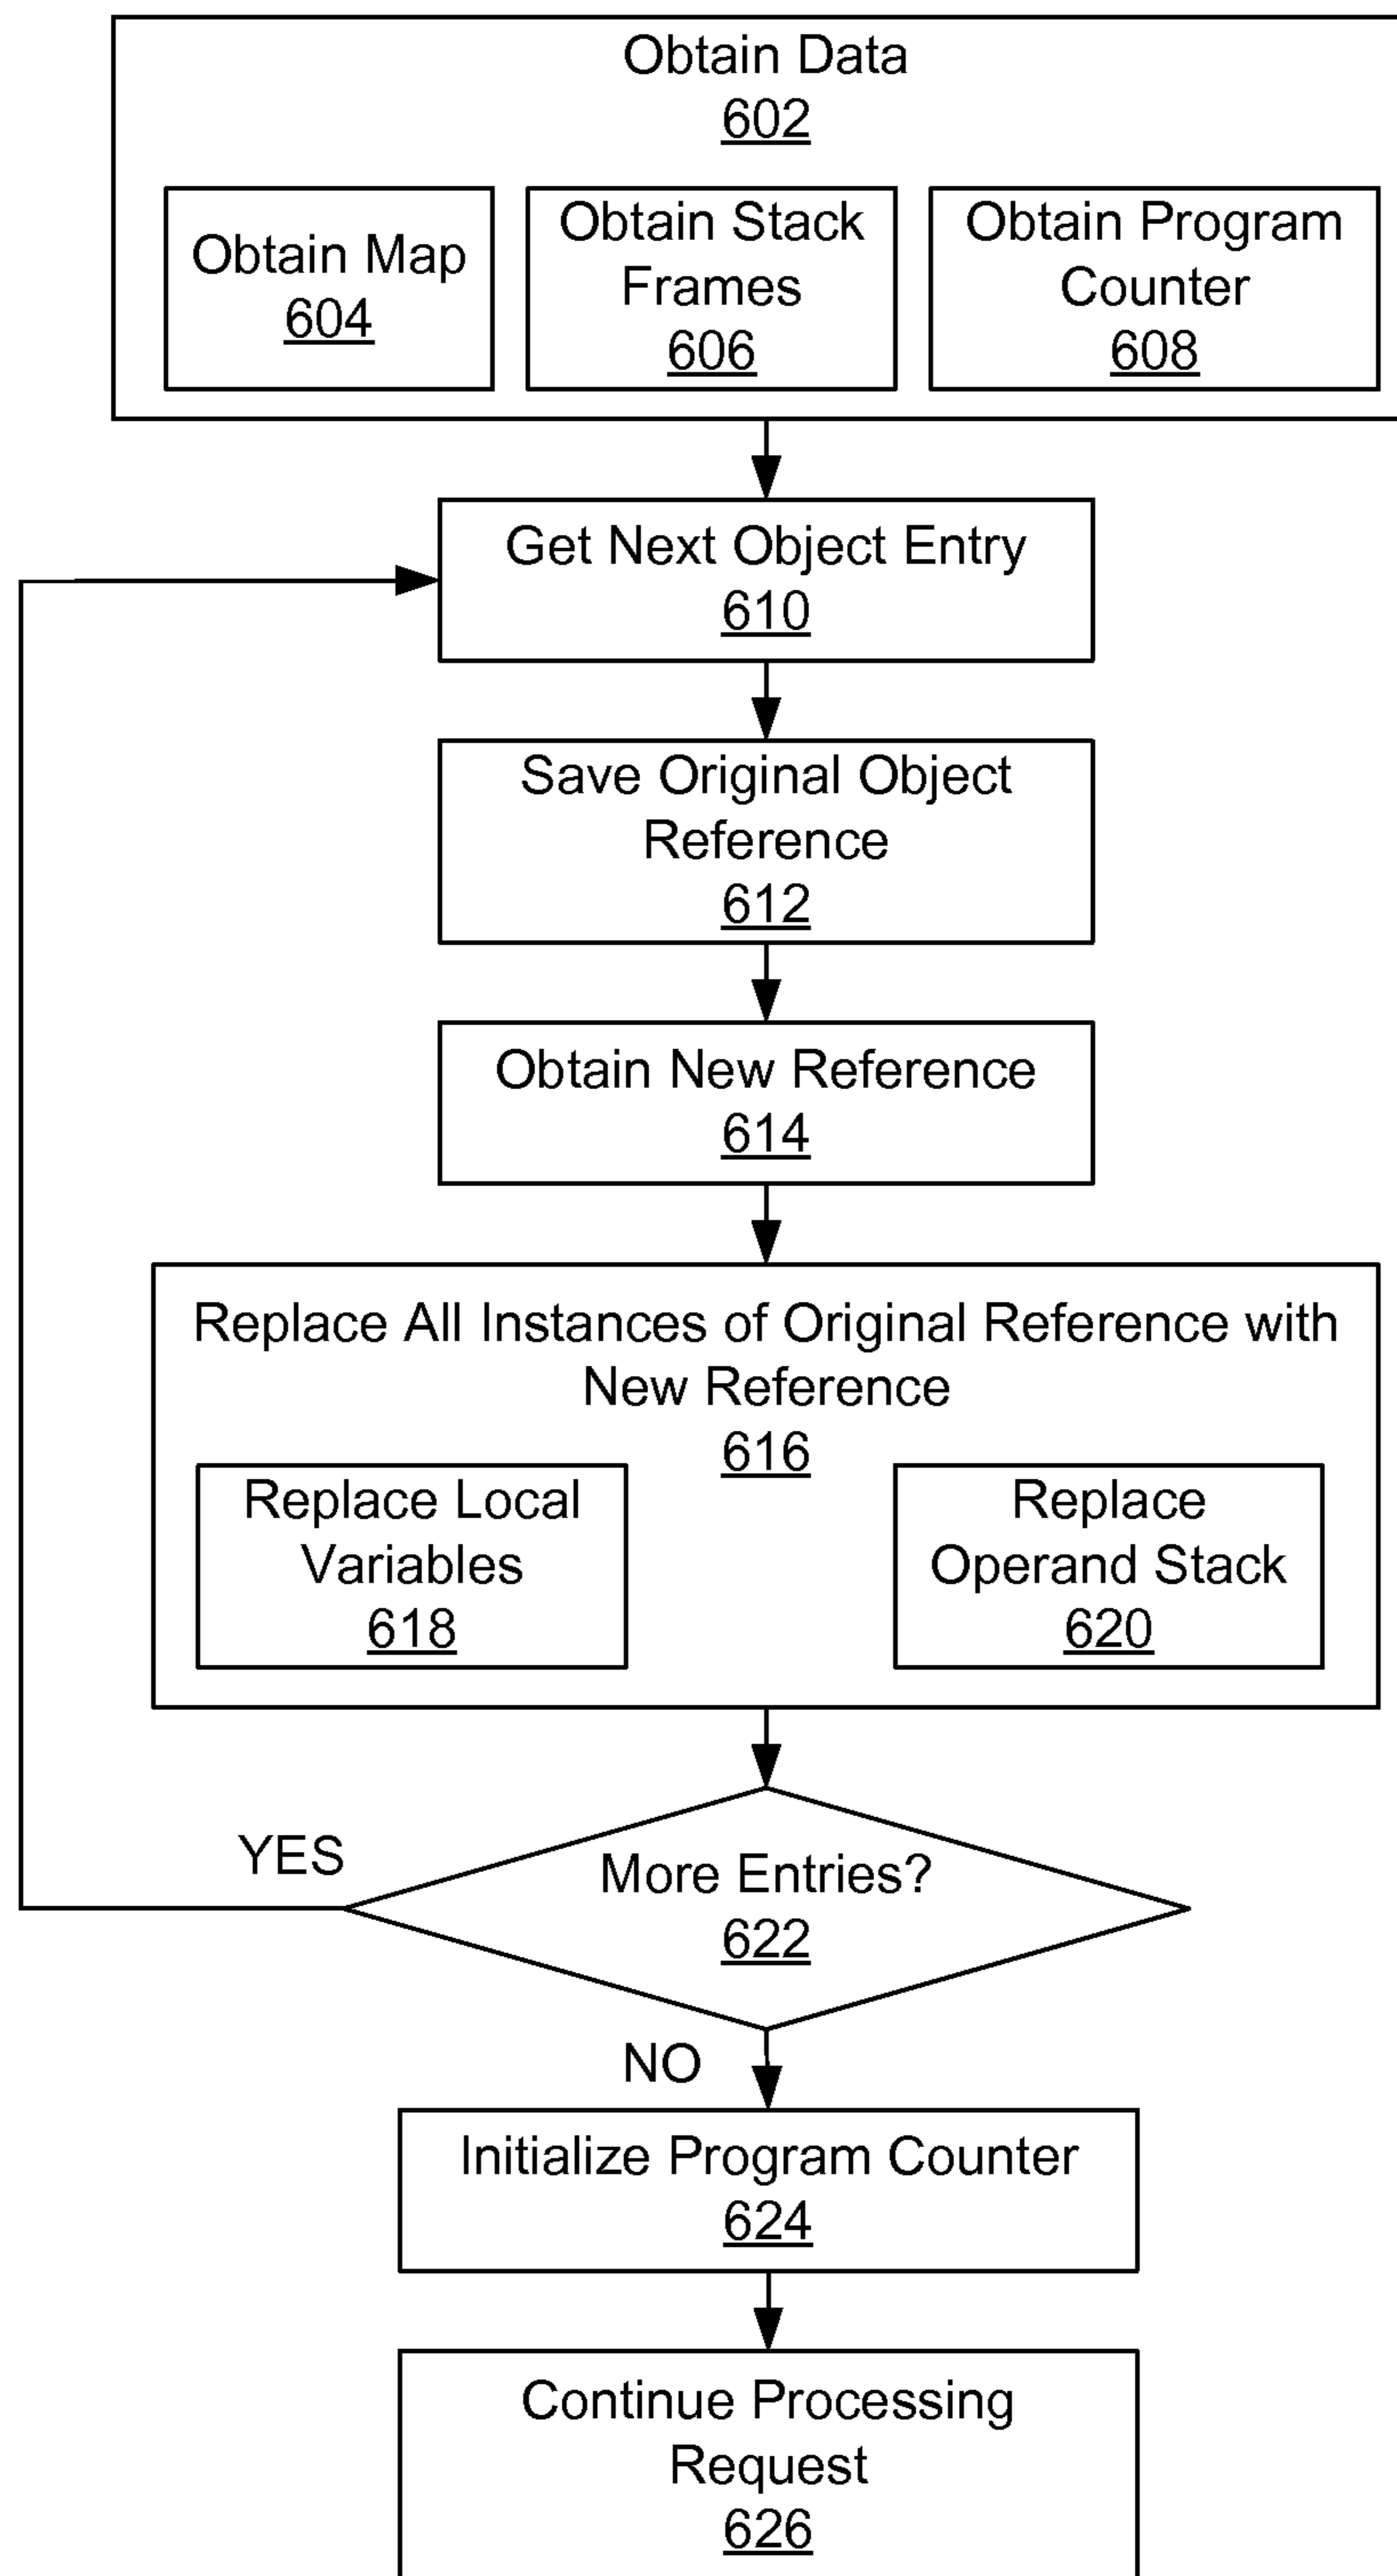 Obtain Data
602
Obtain Map
604
Obtain Stack
Frames
606
Obtain Program
Counter
608
Get Next Object Entry
610
Save Original Object
Reference
612
Obtain New Reference
614
Replace All Instances of Original Reference with
New Reference
616
Replace Local
Variables
618
Replace
Operand Stack
620
YES
More Entries?
622
NO
Initialize Program Counter
624
Continue Processing
Request
626